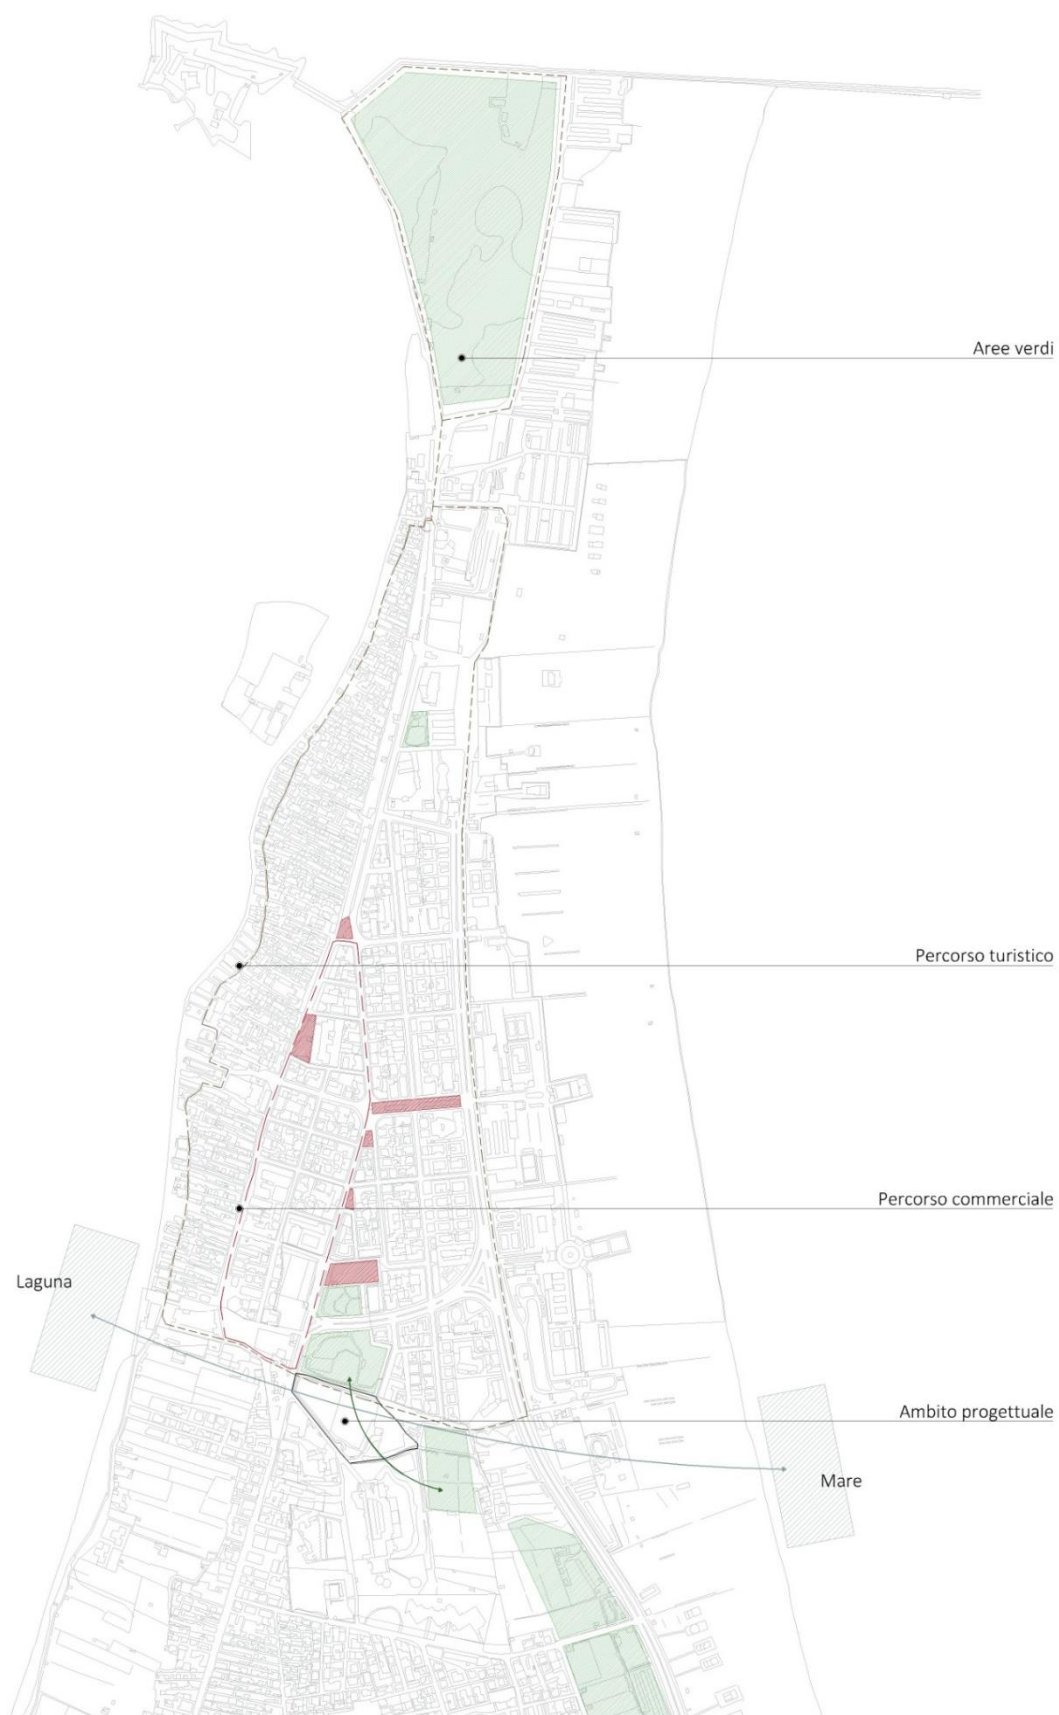 Aree verdi
Percorso turistico
Percorso commerciale
Laguna
Ambito progettuale
Mare